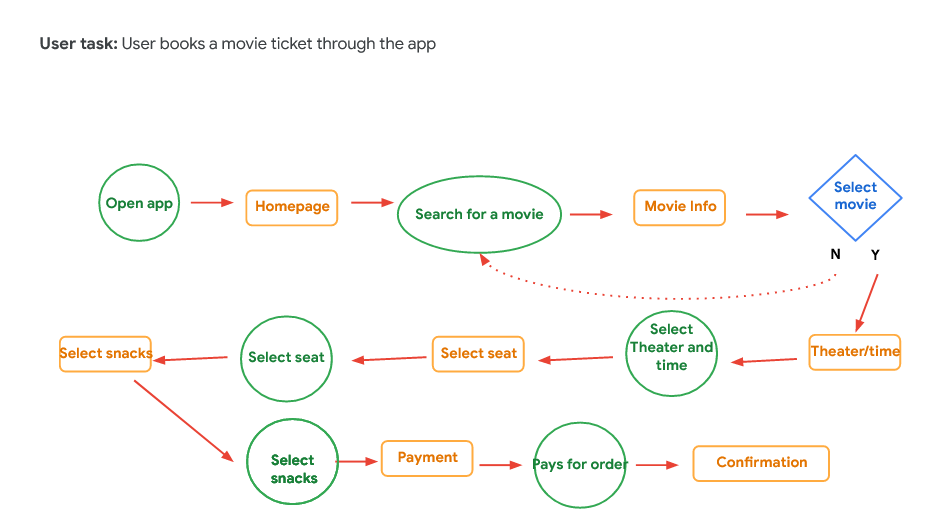 User task: User books a movie ticket through the app
Open app
Homepage
Search for a movie
Movie Info
Select
movie
N
Y
Theater/time
Select
Theater and
time
Select seat
Select seat
Select snacks
Select
snacks
Payment
Pays for order
Confirmation